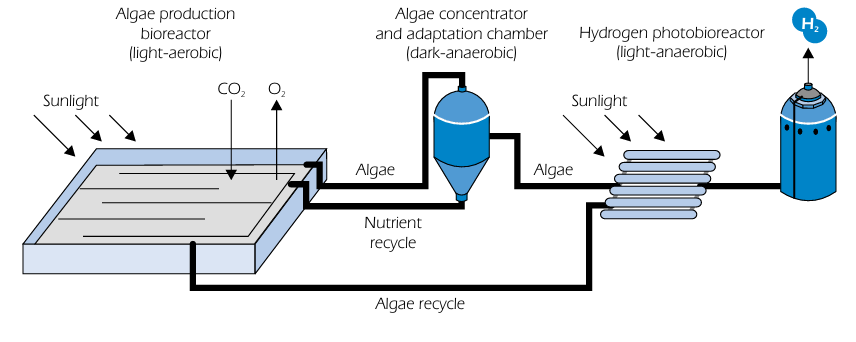 Algae production
bioreactor
(light-aerobic)
Algae concentrator
and adaptation chamber
(dark-anaerobic)
Hydrogen photobioreactor
(light-anaerobic)
H₂
Sunlight
CO₂
O₂
Sunlight
Algae
Algae
Nutrient
recycle
Algae recycle